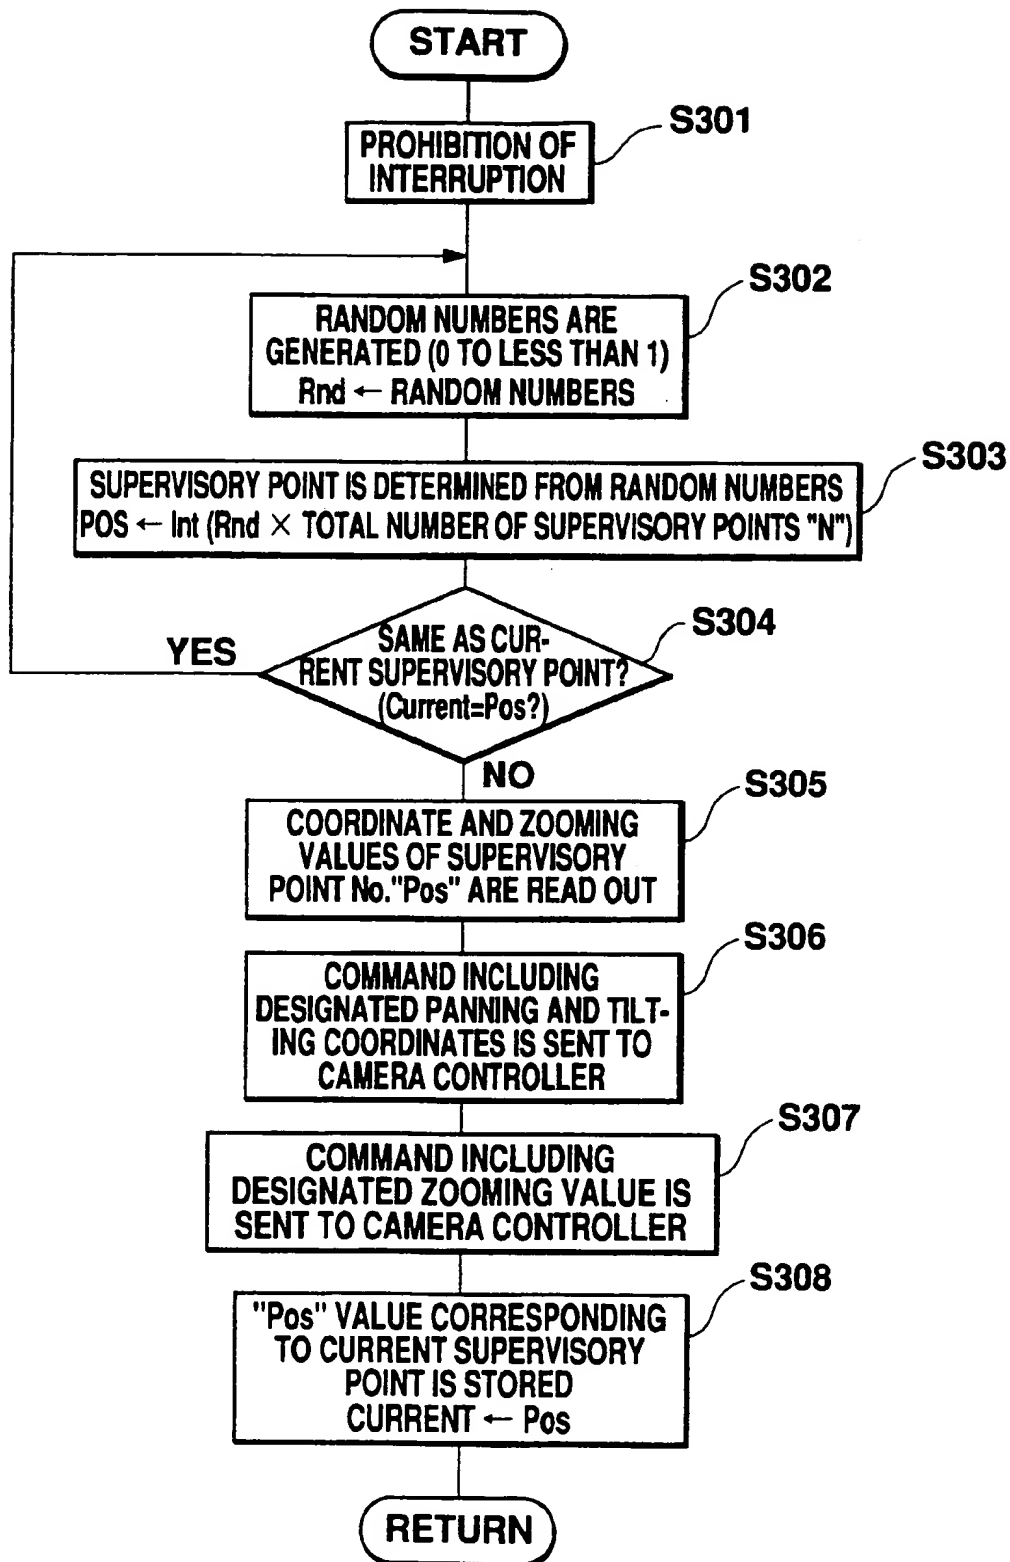 START
S301
PROHIBITION OF
INTERRUPTION
S302
RANDOM NUMBERS ARE
GENERATED (0 TO LESS THAN 1)
Rnd ← RANDOM NUMBERS
S303
SUPERVISORY POINT IS DETERMINED FROM RANDOM NUMBERS
POS ← Int (Rnd × TOTAL NUMBER OF SUPERVISORY POINTS "N")
S304
YES
SAME AS CUR-
RENT SUPERVISORY POINT?
(Current=Pos?)
NO
S305
COORDINATE AND ZOOMING
VALUES OF SUPERVISORY
POINT No."Pos" ARE READ OUT
S306
COMMAND INCLUDING
DESIGNATED PANNING AND TILT-
ING COORDINATES IS SENT TO
CAMERA CONTROLLER
S307
COMMAND INCLUDING
DESIGNATED ZOOMING VALUE IS
SENT TO CAMERA CONTROLLER
S308
"Pos" VALUE CORRESPONDING
TO CURRENT SUPERVISORY
POINT IS STORED
CURRENT ← Pos
RETURN